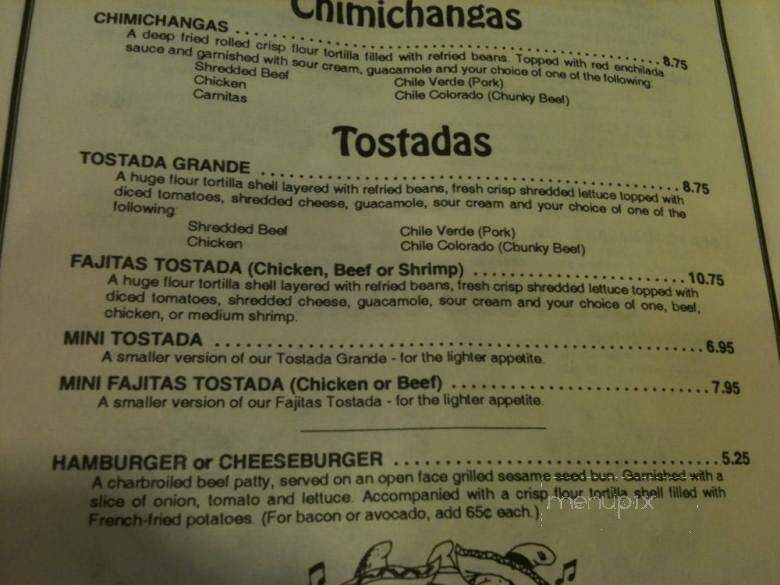 Chimichangas
CHIMICHANGAS ........................................ 8.75
A deep fried rolled crisp flour tortilla filled with refried beans. Topped with red enchilada
sauce and garnished with sour cream, guacamole and your choice of one of the following:
Shredded Beef Chile Verde (Pork)
Chicken Chile Colorado (Chunky Beef)
Carnitas
Tostadas
TOSTADA GRANDE ........................................ 8.75
A huge flour tortilla shell layered with refried beans, fresh crisp shredded lettuce topped with
diced tomatoes, shredded cheese, guacamole, sour cream and your choice of one of the
following:
Shredded Beef Chile Verde (Pork)
Chicken Chile Colorado (Chunky Beef)
FAJITAS TOSTADA (Chicken, Beef or Shrimp) ........................ 10.75
A huge flour tortilla shell layered with refried beans, fresh crisp shredded lettuce topped with
diced tomatoes, shredded cheese, guacamole, sour cream and your choice of one, beef,
chicken, or medium shrimp.
MINI TOSTADA ........................................ 6.95
A smaller version of our Tostada Grande - for the lighter appetite.
MINI FAJITAS TOSTADA (Chicken or Beef) ........................ 7.95
A smaller version of our Fajitas Tostada - for the lighter appetite.
HAMBURGER or CHEESEBURGER ................................ 5.25
A charbroiled beef patty, served on an open face grilled sesame seed bun. Garnished with a
slice of onion, tomato and lettuce. Accompanied with a crisp flour tortilla shell filled with
French-fried potatoes. (For bacon or avocado, add 65¢ each.)
menupix